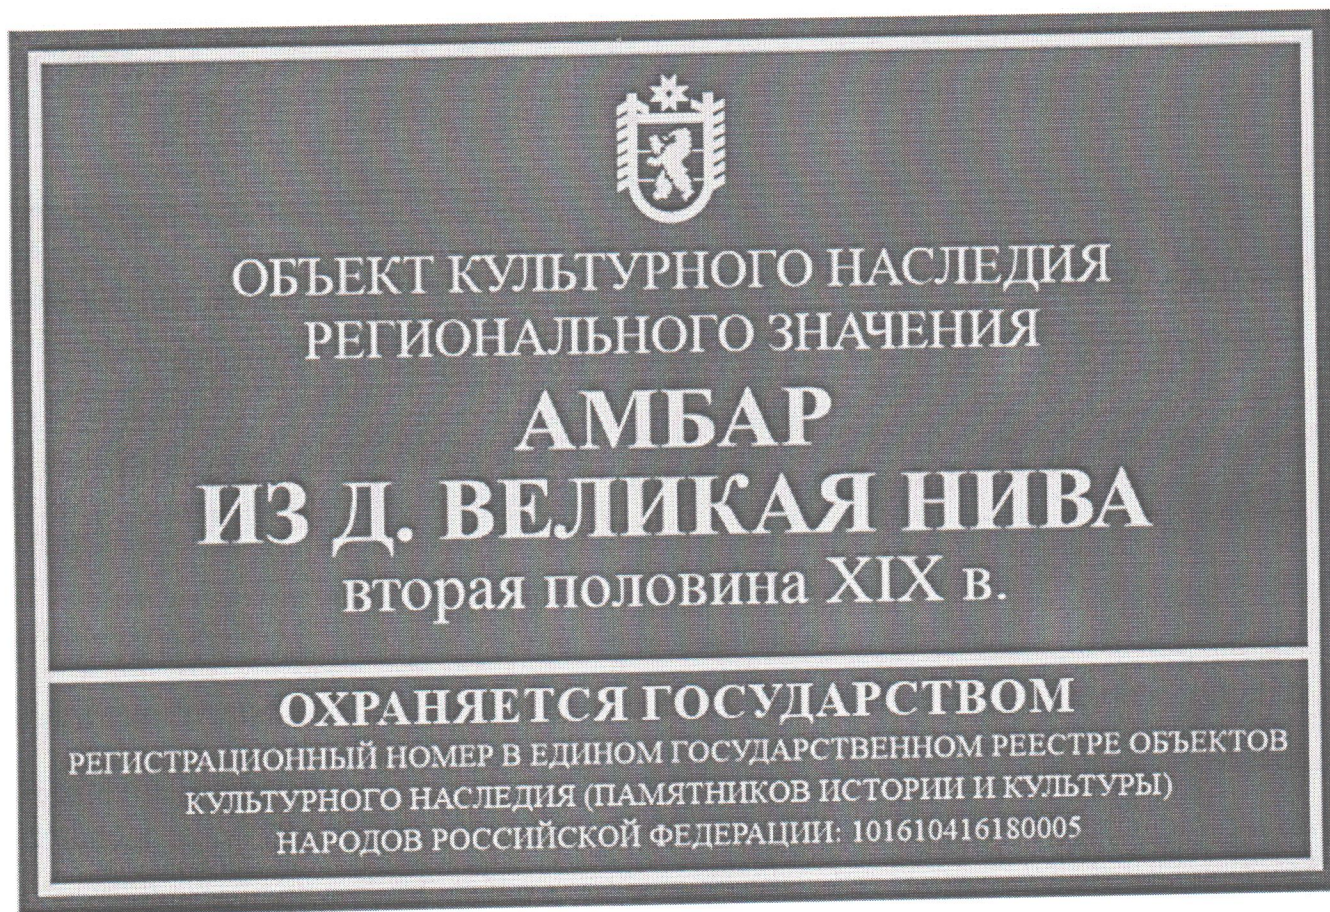 ОБЪЕКТ КУЛЬТУРНОГО НАСЛЕДИЯ
РЕГИОНАЛЬНОГО ЗНАЧЕНИЯ
АМБАР
ИЗ Д. ВЕЛИКАЯ НИВА
вторая половина XIX в.
ОХРАНЯЕТСЯ ГОСУДАРСТВОМ
РЕГИСТРАЦИОННЫЙ НОМЕР В ЕДИНОМ ГОСУДАРСТВЕННОМ РЕЕСТРЕ ОБЪЕКТОВ
КУЛЬТУРНОГО НАСЛЕДИЯ (ПАМЯТНИКОВ ИСТОРИИ И КУЛЬТУРЫ)
НАРОДОВ РОССИЙСКОЙ ФЕДЕРАЦИИ: 101610416180005